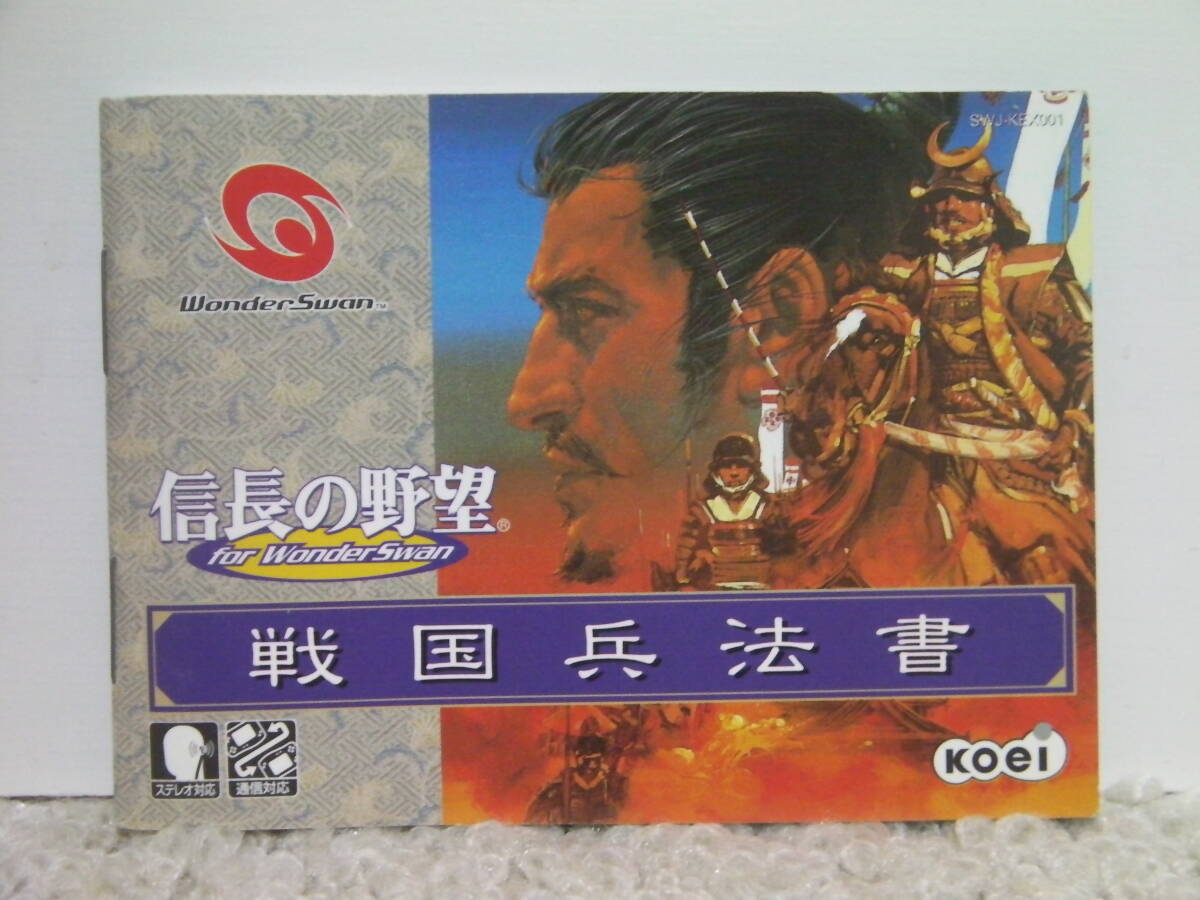 SWJ-KEX001
WonderSwan™
信長の野望®
for WonderSwan
戦国兵法書
ステレオ対応
通信対応
KOEI